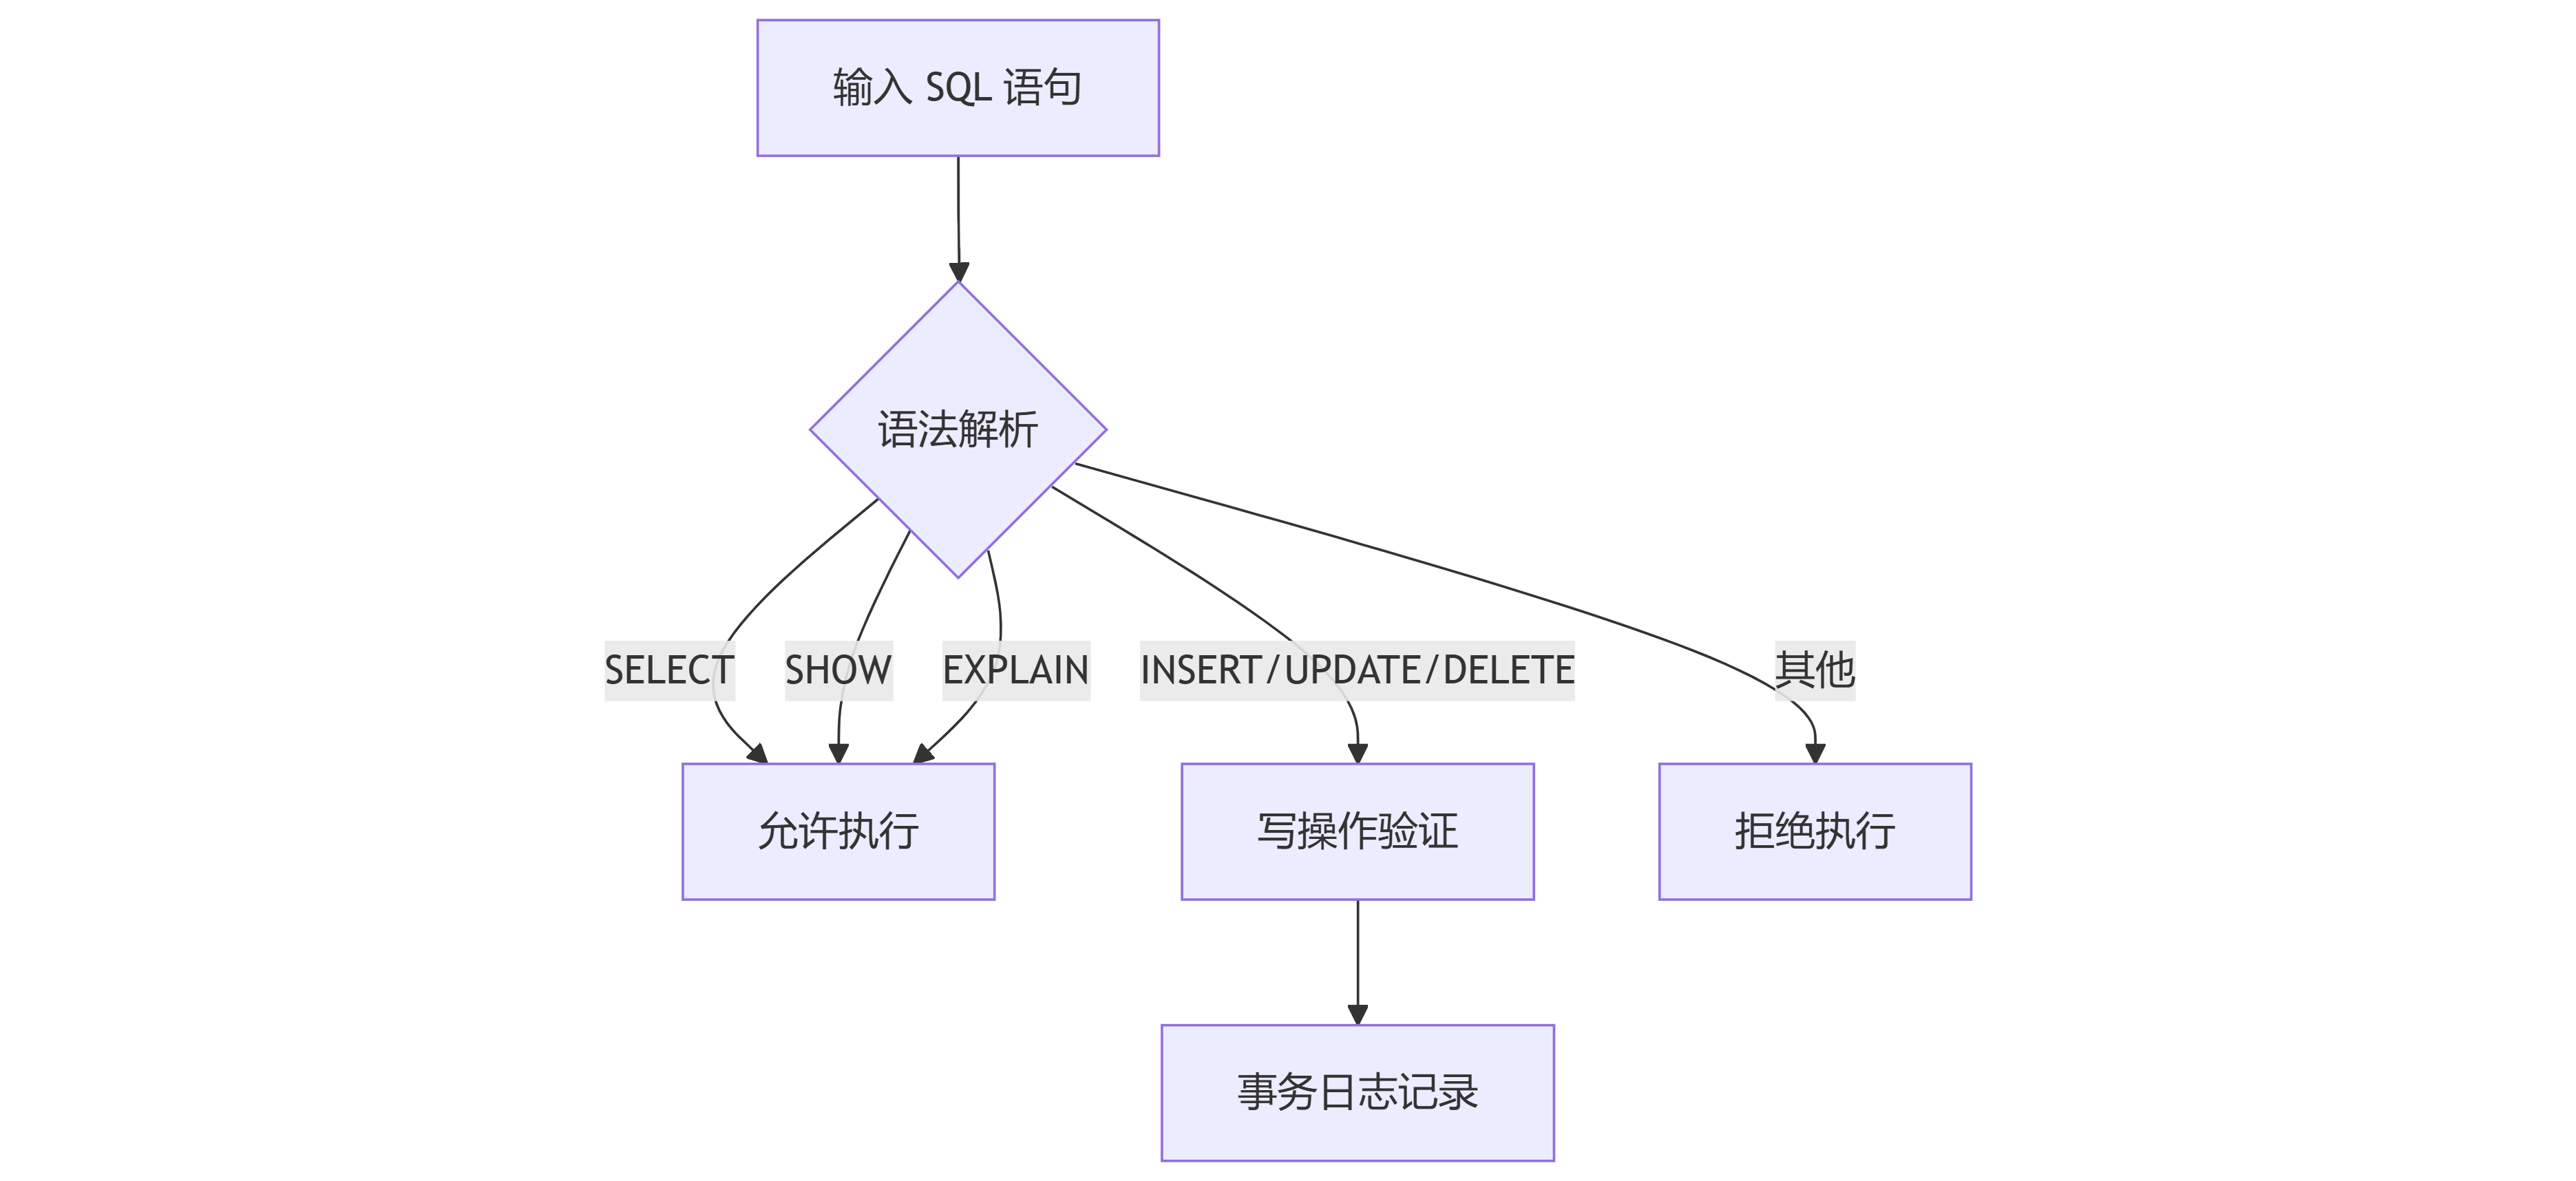 输入 SQL 语句
语法解析
SELECT
SHOW
EXPLAIN
INSERT/UPDATE/DELETE
其他
允许执行
写操作验证
拒绝执行
事务日志记录